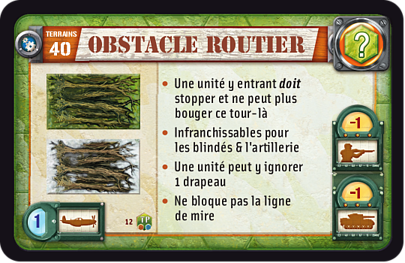 TERRAINS
40
OBSTACLE ROUTIER
?
• Une unité y entrant doit
stopper et ne peut plus
bouger ce tour-là
• Infranchissables pour
les blindés & l'artillerie
• Une unité peut y ignorer
1 drapeau
• Ne bloque pas la ligne
de mire
-1
-1
1
12